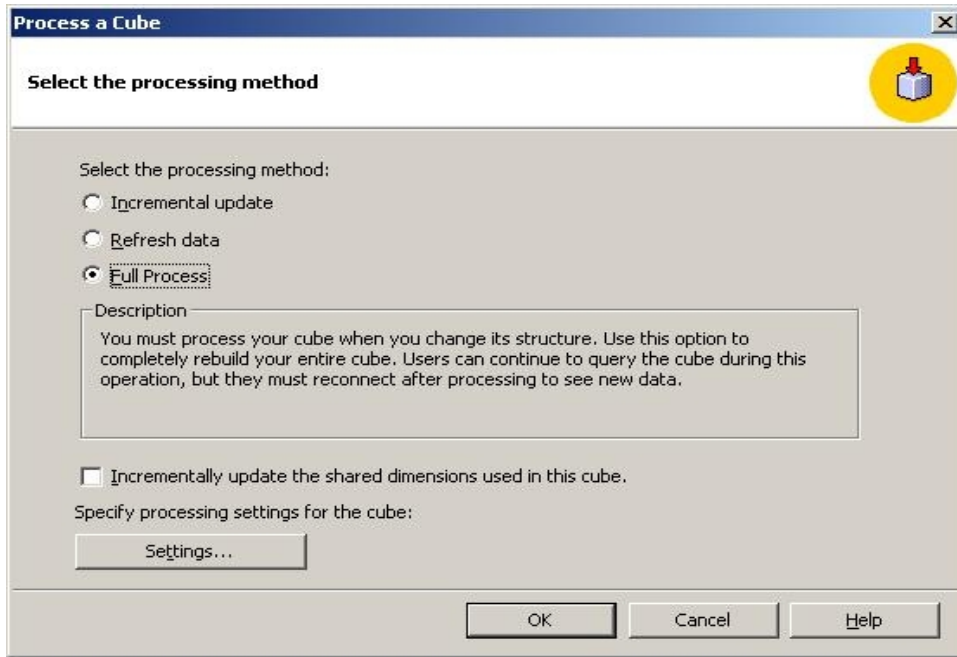 Process a Cube
Select the processing method
Select the processing method:
Incremental update
Refresh data
Full Process
Description
You must process your cube when you change its structure. Use this option to
completely rebuild your entire cube. Users can continue to query the cube during this
operation, but they must reconnect after processing to see new data.
Incrementally update the shared dimensions used in this cube.
Specify processing settings for the cube:
Settings...
OK Cancel Help